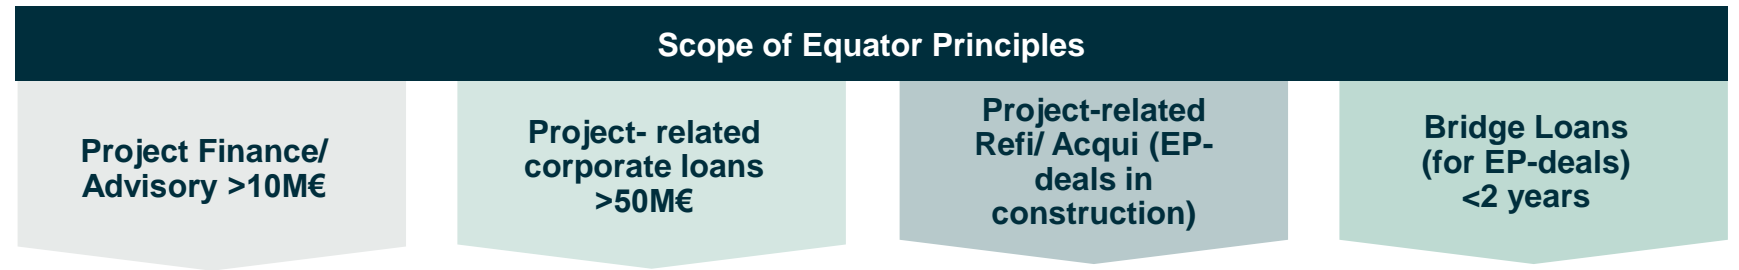 Scope of Equator Principles
Project Finance/
Advisory >10M€
Project- related
corporate loans
>50M€
Project-related
Refi/ Acqui (EP-
deals in
construction)
Bridge Loans
(for EP-deals)
<2 years